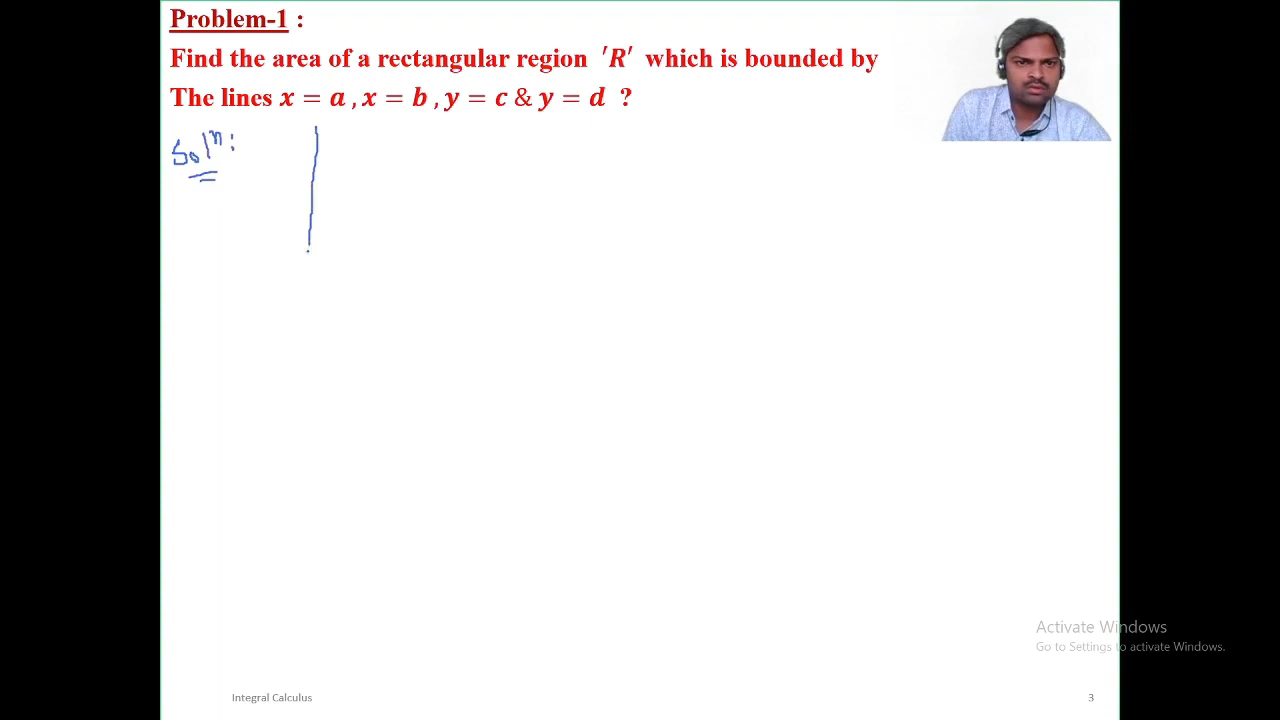 Problem-1 :
Find the area of a rectangular region ′R′ which is bounded by
The lines x = a , x = b , y = c & y = d ?
Solⁿ:
Activate Windows
Go to Settings to activate Windows.
Integral Calculus
3